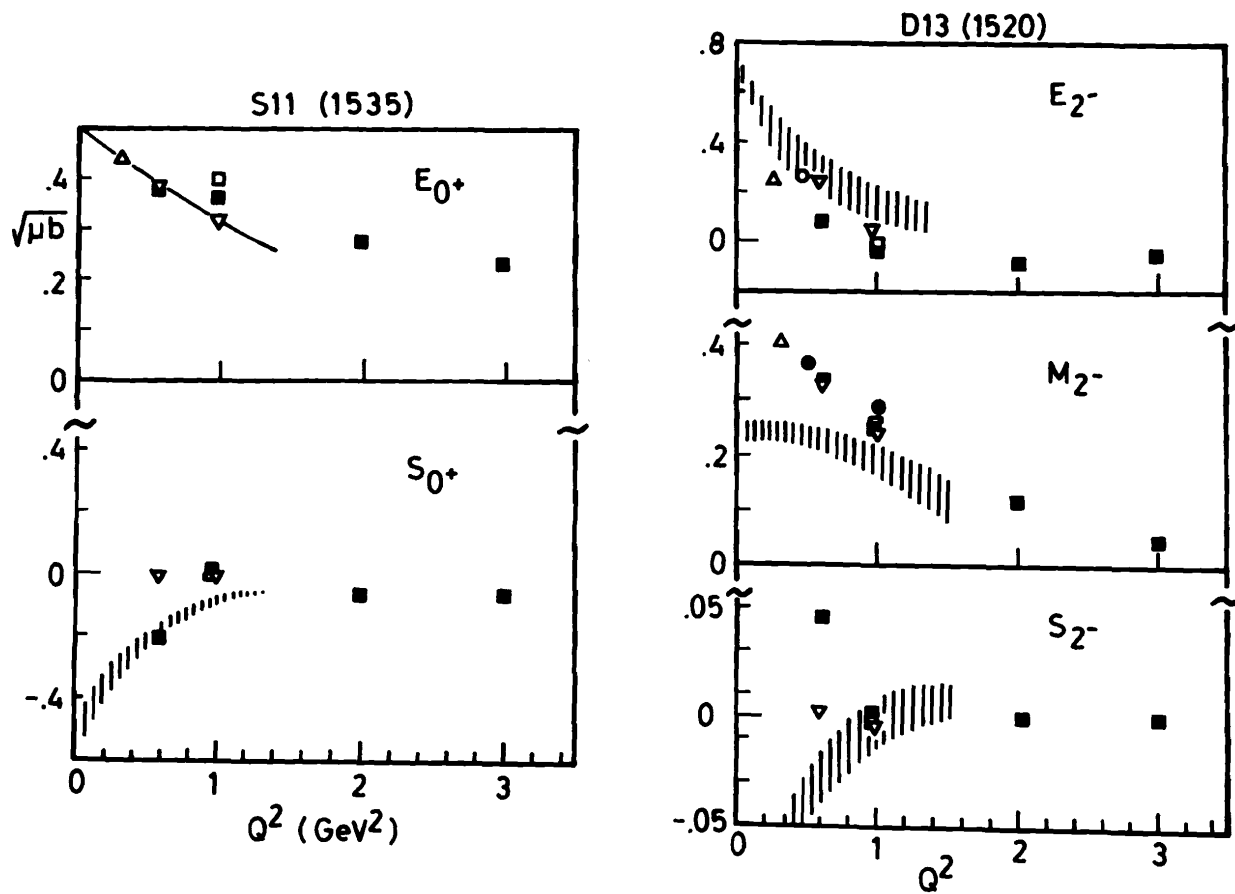 S11 (1535)
E0+
.4
√μb
.2
0
.4
S0+
0
-.4
0 1 2 3
Q² (GeV²)
D13 (1520)
.8
E2-
.4
0
.4
M2-
.2
0
.05
S2-
0
-.05
0 1 2 3
Q²